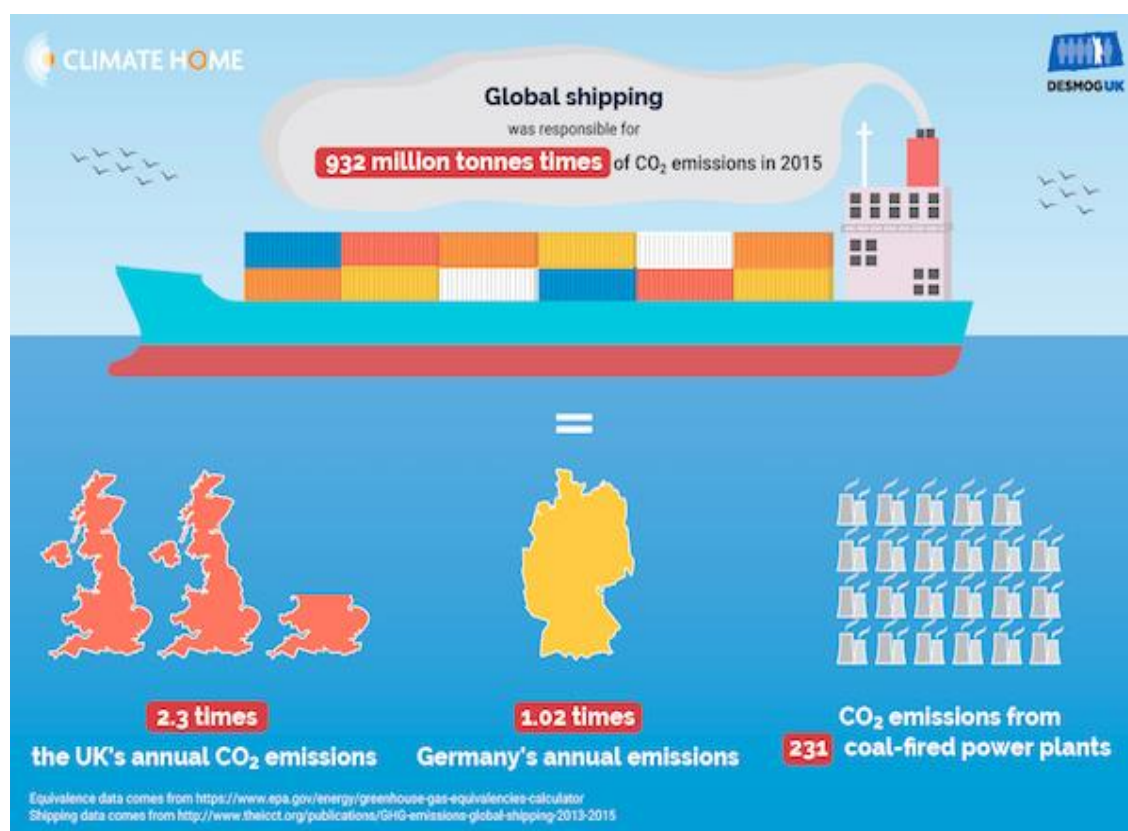 CLIMATE HOME
DESMOG UK
Global shipping
was responsible for
932 million tonnes times of CO₂ emissions in 2015
=
2.3 times
the UK's annual CO₂ emissions
1.02 times
Germany's annual emissions
CO₂ emissions from
231 coal-fired power plants
Equivalence data comes from https://www.epa.gov/energy/greenhouse-gas-equivalencies-calculator
Shipping data comes from http://www.theicct.org/publications/GHG-emissions-global-shipping-2013-2015